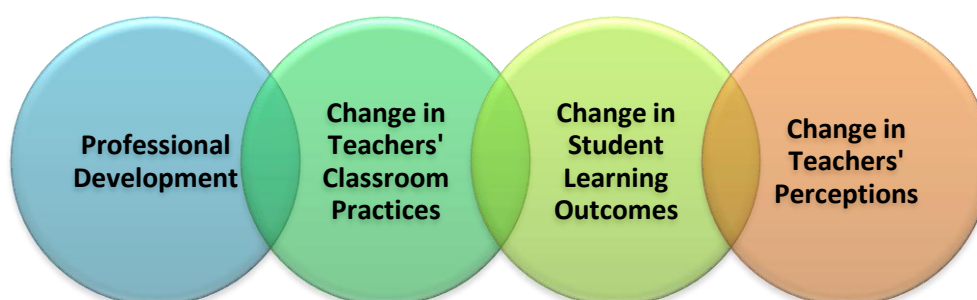 Professional
Development
Change in
Teachers'
Classroom
Practices
Change in
Student
Learning
Outcomes
Change in
Teachers'
Perceptions